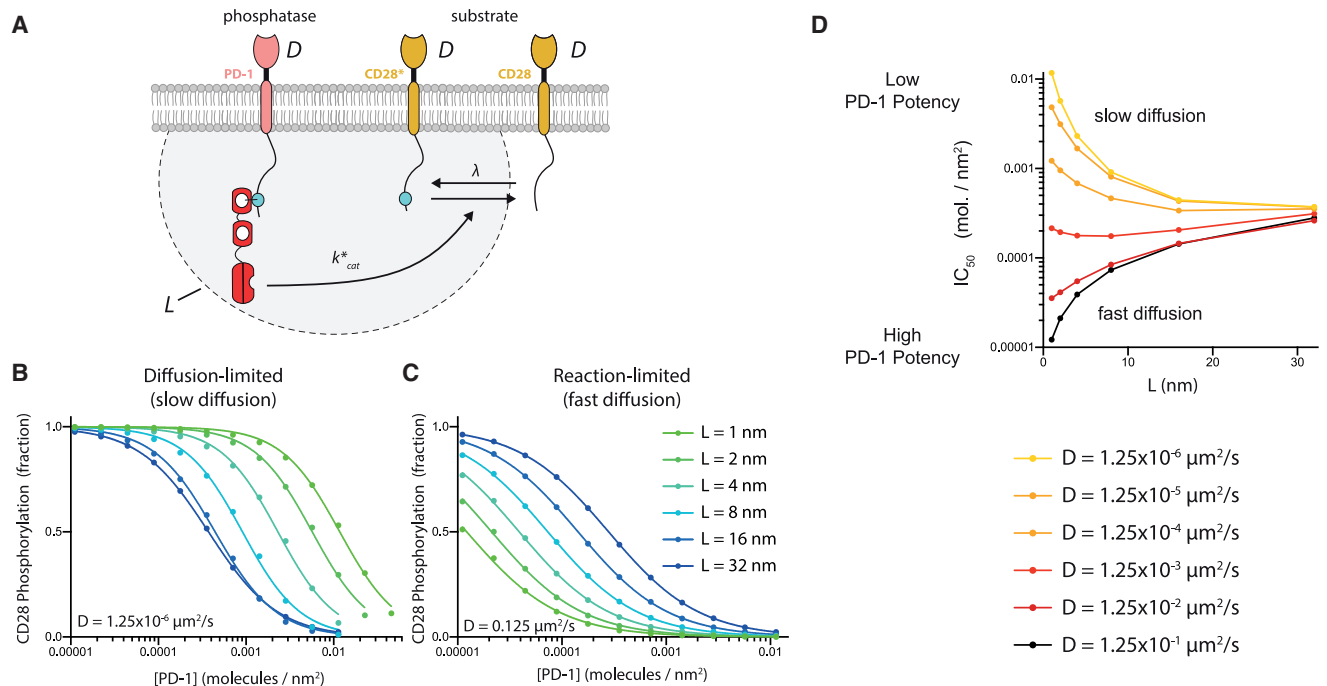 A
phosphatase
substrate
D
D
D
PD-1
CD28*
CD28
λ
k*cat
L
B
Diffusion-limited
(slow diffusion)
CD28 Phosphorylation (fraction)
1.0
0.5
0.0
D = 1.25x10⁻⁶ μm²/s
0.00001
0.0001
0.001
0.01
[PD-1] (molecules / nm²)
C
Reaction-limited
(fast diffusion)
CD28 Phosphorylation (fraction)
1.0
0.5
0.0
L = 1 nm
L = 2 nm
L = 4 nm
L = 8 nm
L = 16 nm
L = 32 nm
D = 0.125 μm²/s
0.00001
0.0001
0.001
0.01
[PD-1] (molecules / nm²)
D
Low
PD-1 Potency
High
PD-1 Potency
IC₅₀ (mol. / nm²)
0.01
0.001
0.0001
0.00001
slow diffusion
fast diffusion
0
10
20
30
L (nm)
D = 1.25x10⁻⁶ μm²/s
D = 1.25x10⁻⁵ μm²/s
D = 1.25x10⁻⁴ μm²/s
D = 1.25x10⁻³ μm²/s
D = 1.25x10⁻² μm²/s
D = 1.25x10⁻¹ μm²/s